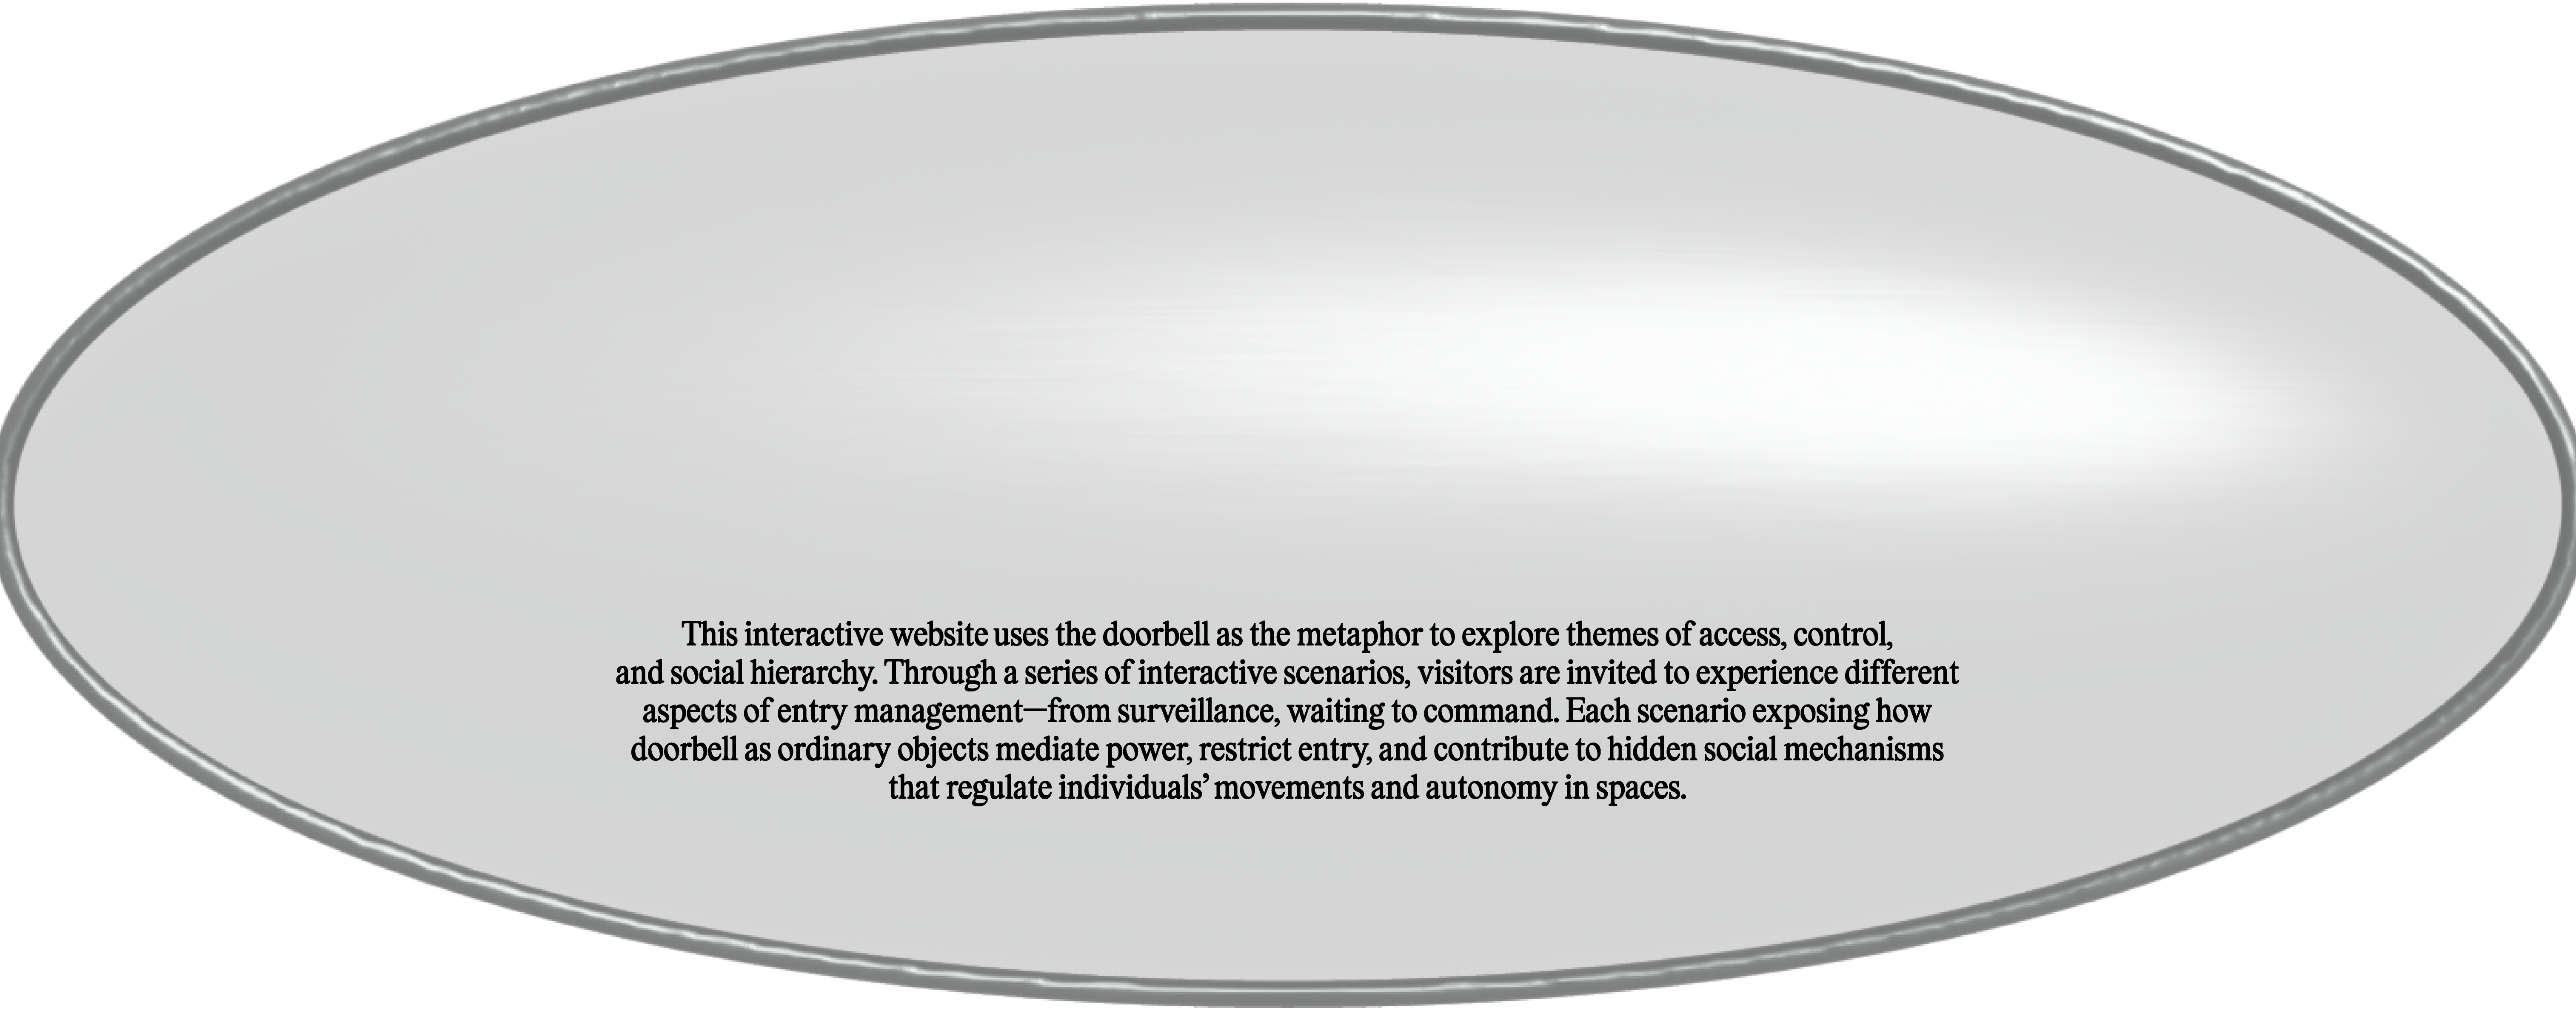 This interactive website uses the doorbell as the metaphor to explore themes of access, control,
and social hierarchy. Through a series of interactive scenarios, visitors are invited to experience different
aspects of entry management—from surveillance, waiting to command. Each scenario exposing how
doorbell as ordinary objects mediate power, restrict entry, and contribute to hidden social mechanisms
that regulate individuals’ movements and autonomy in spaces.